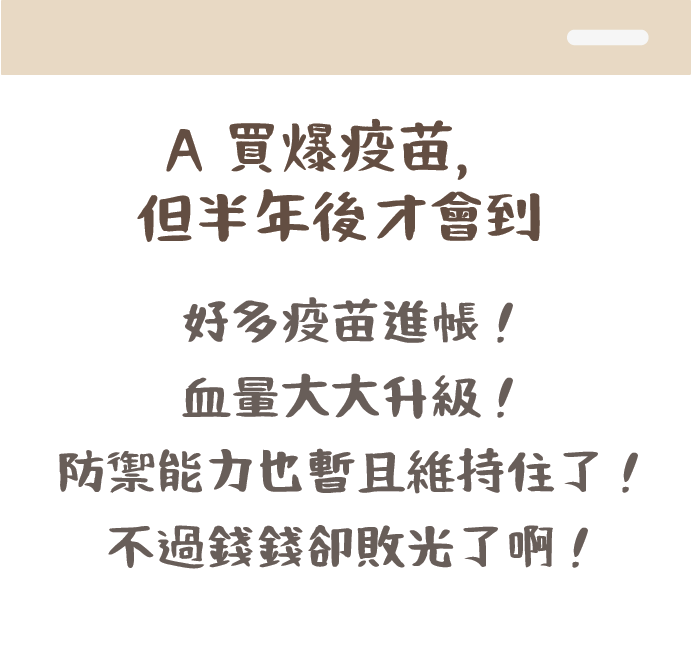 A 買爆疫苗,
但半年後才會到
好多疫苗進帳！
血量大大升級！
防禦能力也暫且維持住了！
不過錢錢卻敗光了啊！